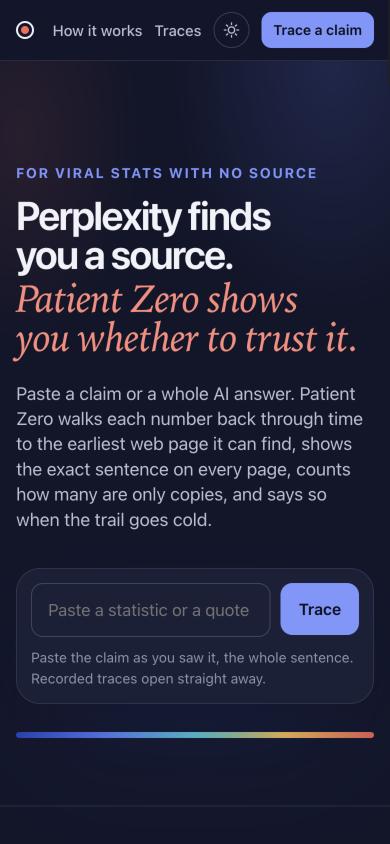 How it works Traces Trace a claim
FOR VIRAL STATS WITH NO SOURCE
Perplexity finds
you a source.
Patient Zero shows
you whether to trust it.
Paste a claim or a whole AI answer. Patient
Zero walks each number back through time
to the earliest web page it can find, shows
the exact sentence on every page, counts
how many are only copies, and says so
when the trail goes cold.
Paste a statistic or a quote Trace
Paste the claim as you saw it, the whole sentence.
Recorded traces open straight away.